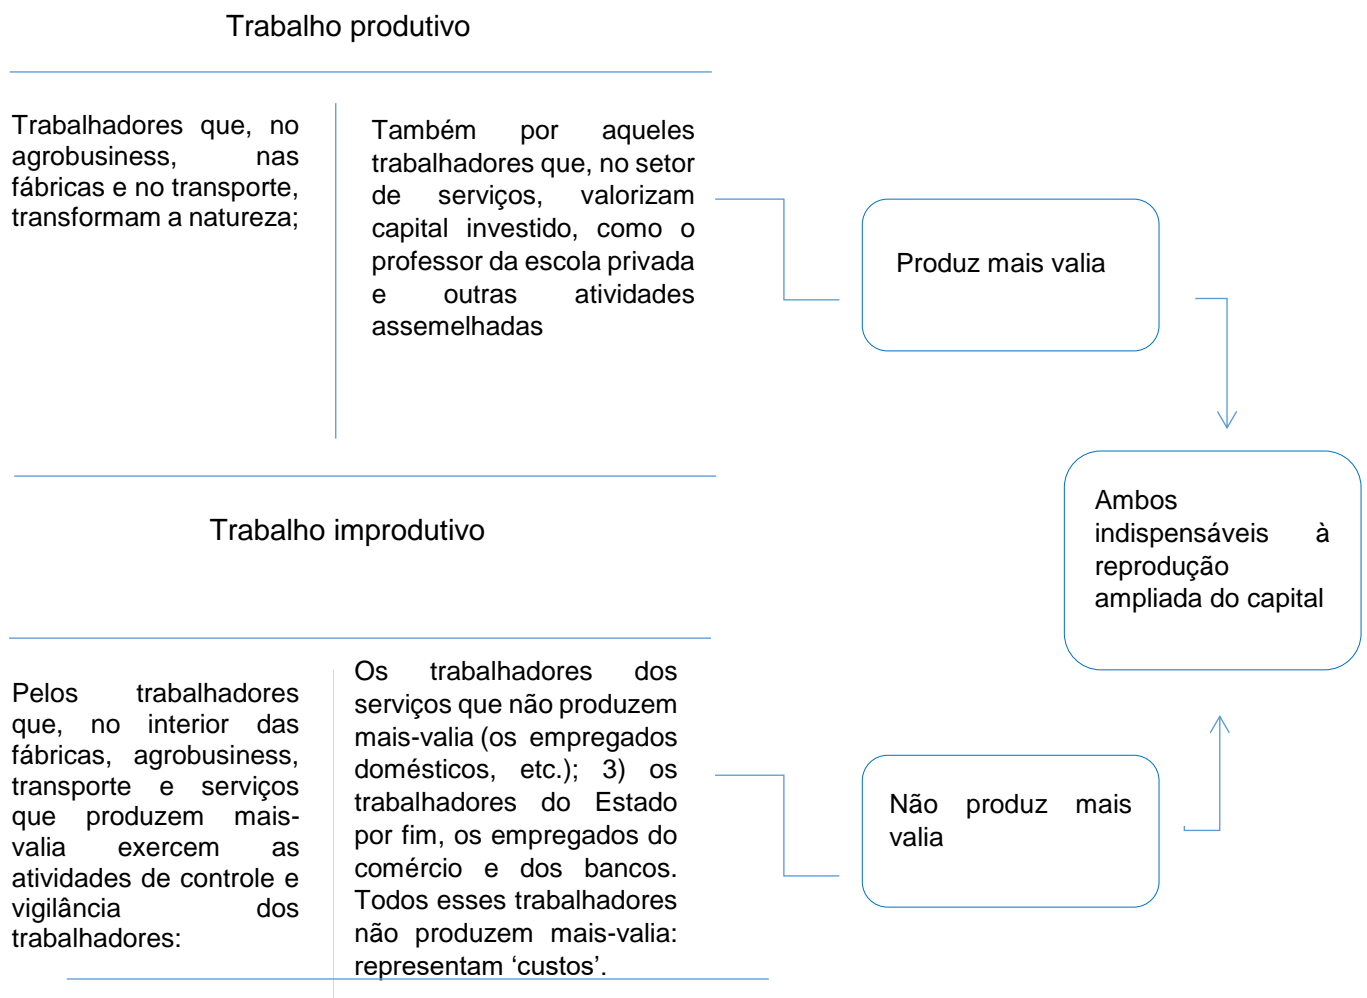 Trabalho produtivo
Trabalhadores que, no
agrobusiness, nas
fábricas e no transporte,
transformam a natureza;
Também por aqueles
trabalhadores que, no setor
de serviços, valorizam
capital investido, como o
professor da escola privada
e outras atividades
assemelhadas
Produz mais valia
Ambos
indispensáveis à
reprodução
ampliada do capital
Trabalho improdutivo
Pelos trabalhadores
que, no interior das
fábricas, agrobusiness,
transporte e serviços
que produzem mais-
valia exercem as
atividades de controle e
vigilância dos
trabalhadores:
Os trabalhadores dos
serviços que não produzem
mais-valia (os empregados
domésticos, etc.); 3) os
trabalhadores do Estado
por fim, os empregados do
comércio e dos bancos.
Todos esses trabalhadores
não produzem mais-valia:
representam ‘custos’.
Não produz mais
valia